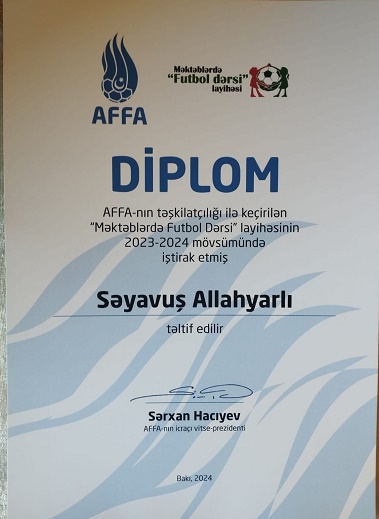 AFFA
Məktəblərdə
“Futbol dərsi”
layihəsi
DİPLOM
AFFA-nın təşkilatçılığı ilə keçirilən
“Məktəblərdə Futbol Dərsi” layihəsinin
2023-2024 mövsümündə
iştirak etmiş
Səyavuş Allahyarlı
təltif edilir
Sərxan Hacıyev
AFFA-nın icraçı vitse-prezidenti
Bakı, 2024